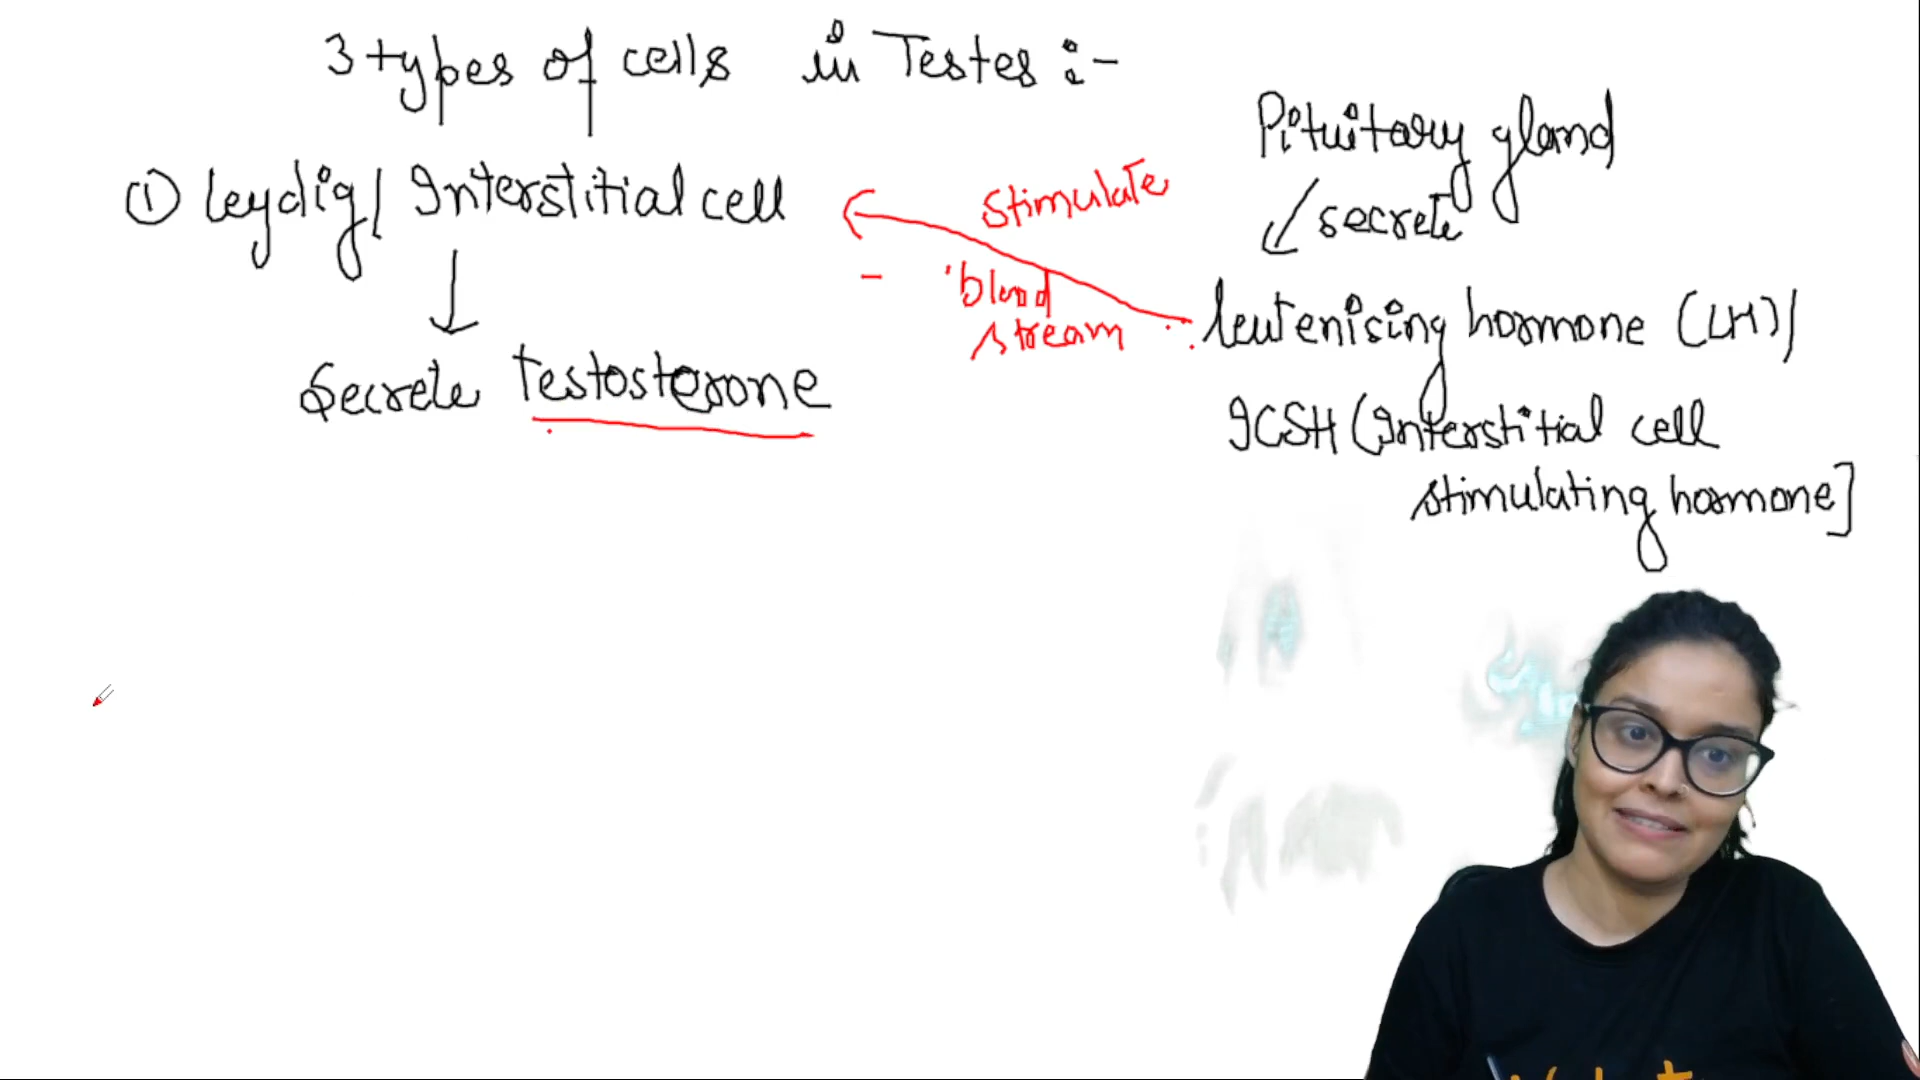 3 types of cells in Testes :-
① Leydig / Interstitial cell
↓
Secrete Testosterone
stimulate
blood
stream
Pituitary gland
↙ secrete
leutenising hormone (LH) /
ICSH (Interstitial cell
stimulating hormone]